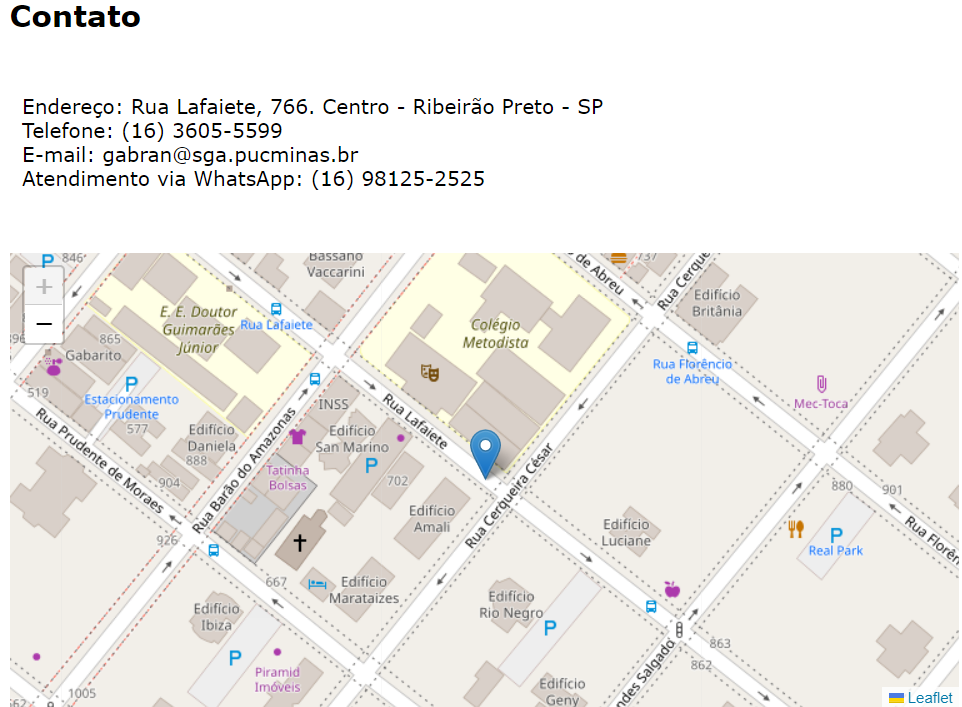 Contato
Endereço: Rua Lafaiete, 766. Centro - Ribeirão Preto - SP
Telefone: (16) 3605-5599
E-mail: gabran@sga.pucminas.br
Atendimento via WhatsApp: (16) 98125-2525
+
−
P
846
Bassano
Vaccarini
de Abreu
737
Rua Cerque
Edifício
Britânia
E. E. Doutor
Guimarães
Júnior
Rua Lafaiete
Colégio
Metodista
865
Gabarito
519
P
Estacionamento
Prudente
577
Rua Florêncio
de Abreu
Mec-Toca
INSS
Rua Lafaiete
Edifício
San Marino
P
702
Edifício
Daniela
888
904
Rua Prudente de Moraes
Rua Barão do Amazonas
Tatinha
Bolsas
926
Edifício
Amali
Rua Cerqueira César
Edifício
Luciane
880
901
P
Real Park
Rua Florên
667
Edifício
Marataizes
Edifício
Ibiza
Edifício
Rio Negro
P
P
Piramid
Imóveis
863
862
ndes Salgado
Edifício
Geny
1005
Leaflet